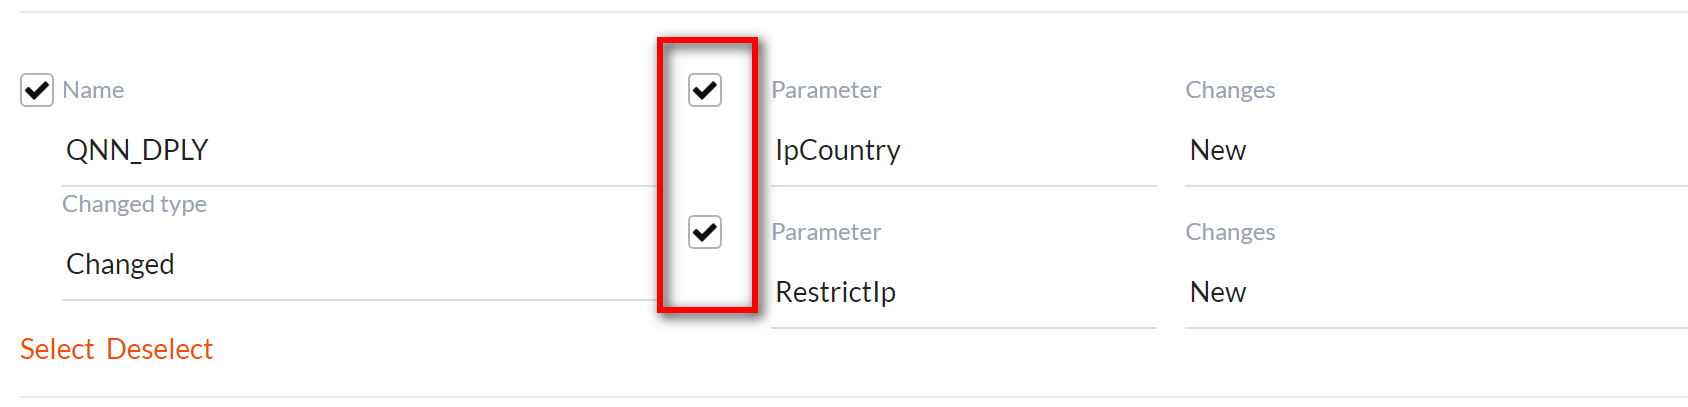 Name Parameter Changes
QNN_DPLY IpCountry New
Changed type
Parameter Changes
Changed
RestrictIp New
Select Deselect